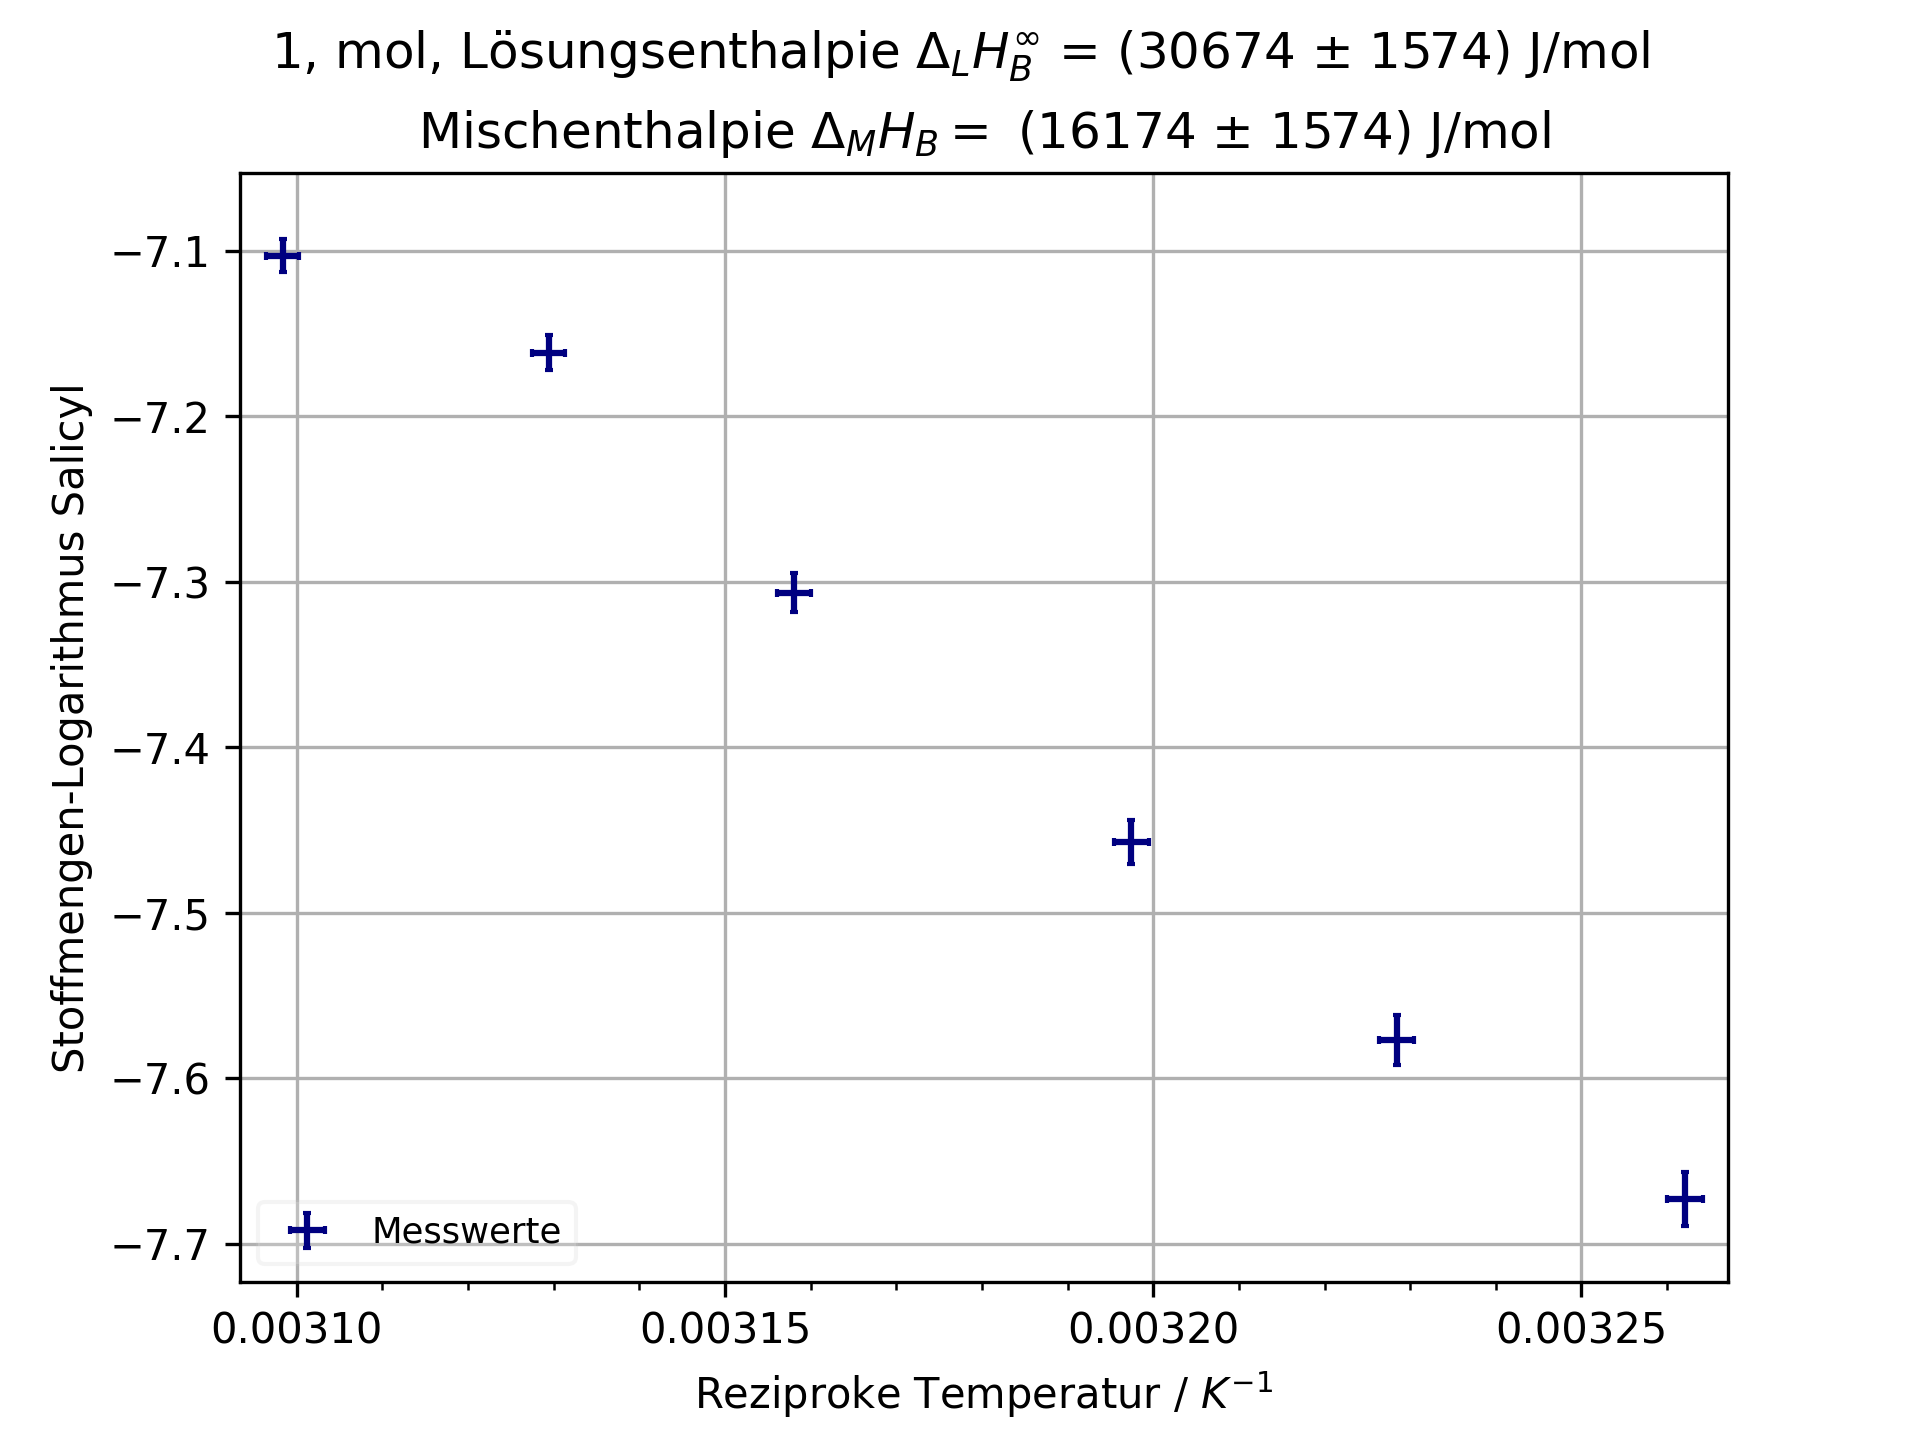 1, mol, Lösungsenthalpie Δ_L H_B^∞ = (30674 ± 1574) J/mol
Mischenthalpie Δ_M H_B = (16174 ± 1574) J/mol
Stoffmengen-Logarithmus Salicyl
−7.1
−7.2
−7.3
−7.4
−7.5
−7.6
−7.7
Messwerte
0.00310 0.00315 0.00320 0.00325
Reziproke Temperatur / K⁻¹